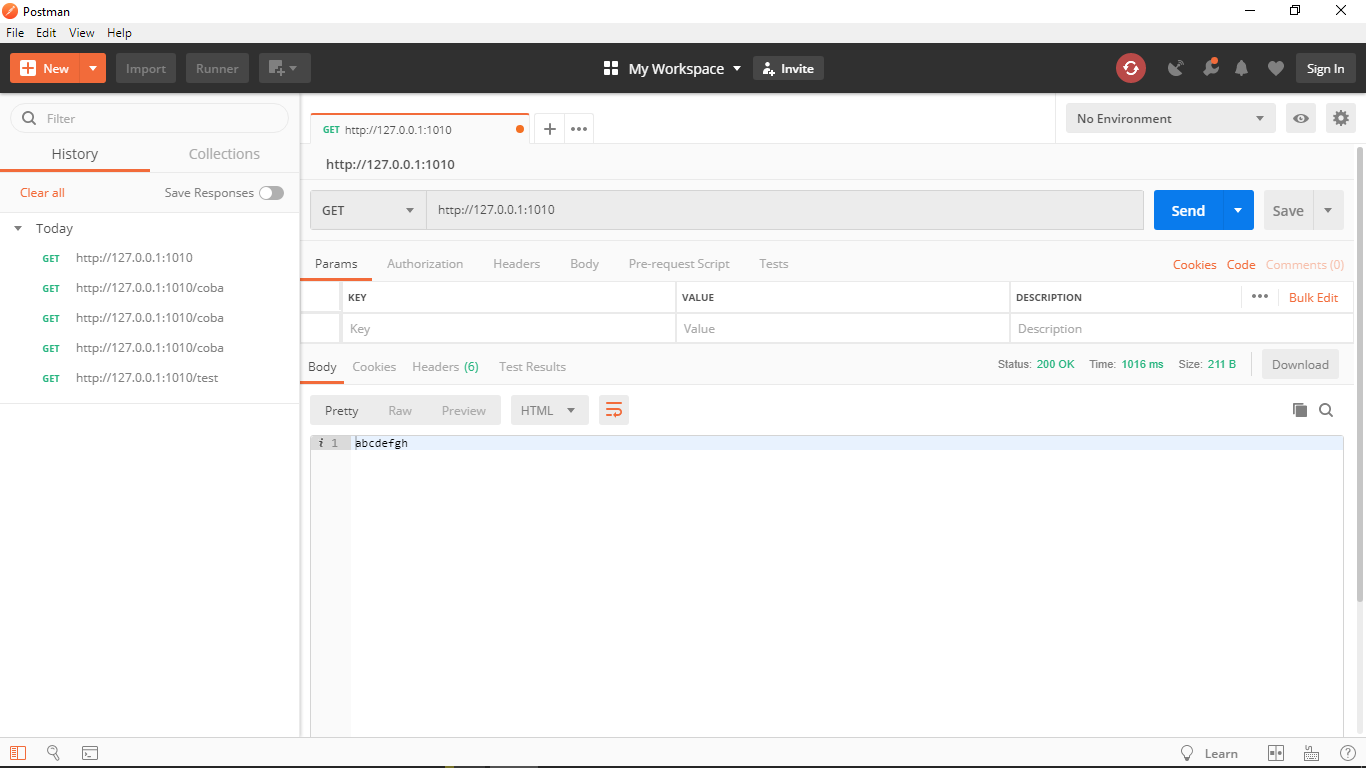 Postman
File Edit View Help
New Import Runner My Workspace Invite Sign In
Filter
History Collections
Clear all Save Responses
Today
GET http://127.0.0.1:1010
GET http://127.0.0.1:1010/coba
GET http://127.0.0.1:1010/coba
GET http://127.0.0.1:1010/coba
GET http://127.0.0.1:1010/test
GET http://127.0.0.1:1010
No Environment
http://127.0.0.1:1010
GET http://127.0.0.1:1010 Send Save
Params Authorization Headers Body Pre-request Script Tests Cookies Code Comments (0)
KEY VALUE DESCRIPTION Bulk Edit
Key Value Description
Body Cookies Headers (6) Test Results Status: 200 OK Time: 1016 ms Size: 211 B Download
Pretty Raw Preview HTML
i 1 abcdefgh
Learn